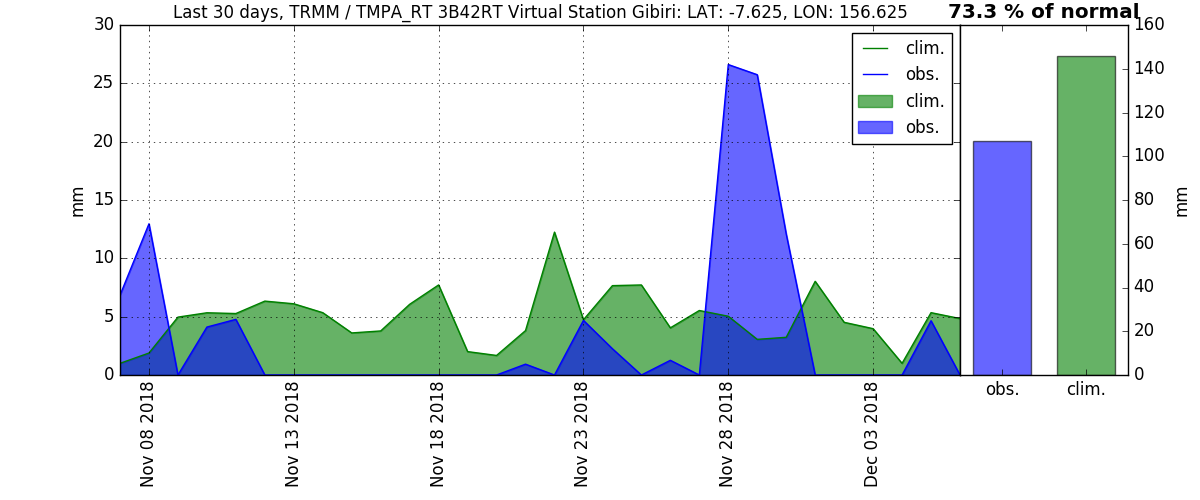 Last 30 days, TRMM / TMPA_RT 3B42RT Virtual Station Gibiri: LAT: -7.625, LON: 156.625
73.3 % of normal
30
25
20
15
10
5
0
mm
clim.
obs.
clim.
obs.
Nov 08 2018
Nov 13 2018
Nov 18 2018
Nov 23 2018
Nov 28 2018
Dec 03 2018
160
140
120
100
80
60
40
20
0
mm
obs.
clim.